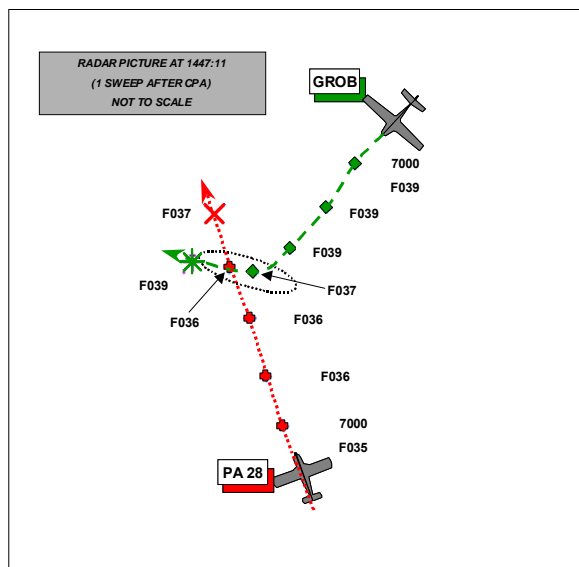 RADAR PICTURE AT 1447:11
(1 SWEEP AFTER CPA)
NOT TO SCALE
GROB
7000
F039
F039
F037
F039
F039
F037
F036
F036
F036
7000
F035
PA 28